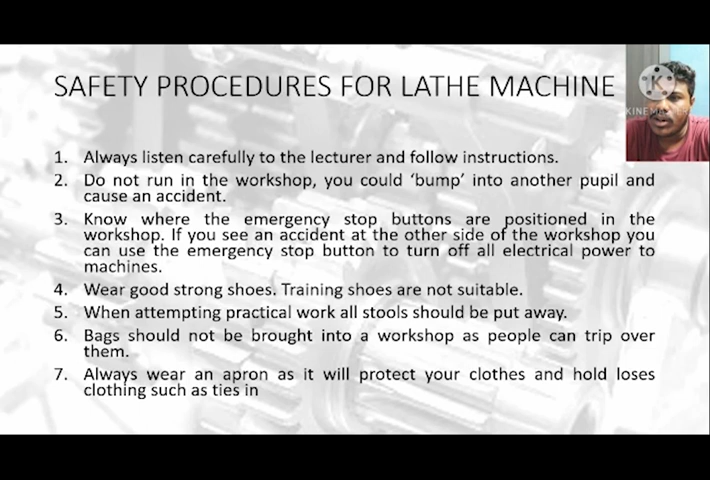 SAFETY PROCEDURES FOR LATHE MACHINE
1. Always listen carefully to the lecturer and follow instructions.
2. Do not run in the workshop, you could ‘bump’ into another pupil and
cause an accident.
3. Know where the emergency stop buttons are positioned in the
workshop. If you see an accident at the other side of the workshop you
can use the emergency stop button to turn off all electrical power to
machines.
4. Wear good strong shoes. Training shoes are not suitable.
5. When attempting practical work all stools should be put away.
6. Bags should not be brought into a workshop as people can trip over
them.
7. Always wear an apron as it will protect your clothes and hold loses
clothing such as ties in